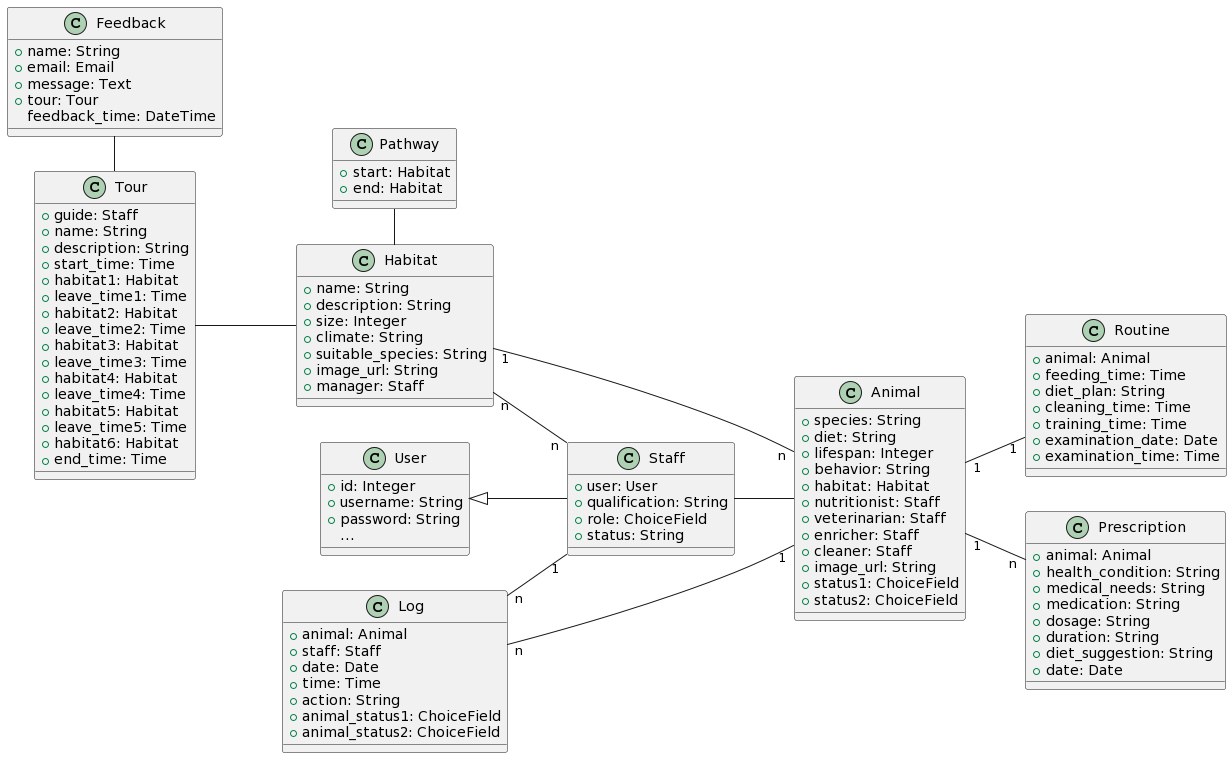 C Feedback
name: String
email: Email
message: Text
tour: Tour
feedback_time: DateTime
C Tour
guide: Staff
name: String
description: String
start_time: Time
habitat1: Habitat
leave_time1: Time
habitat2: Habitat
leave_time2: Time
habitat3: Habitat
leave_time3: Time
habitat4: Habitat
leave_time4: Time
habitat5: Habitat
leave_time5: Time
habitat6: Habitat
end_time: Time
C Pathway
start: Habitat
end: Habitat
C Habitat
name: String
description: String
size: Integer
climate: String
suitable_species: String
image_url: String
manager: Staff
1
n
n
n
C User
id: Integer
username: String
password: String
...
C Staff
user: User
qualification: String
role: ChoiceField
status: String
1
n
1
n
C Log
animal: Animal
staff: Staff
date: Date
time: Time
action: String
animal_status1: ChoiceField
animal_status2: ChoiceField
C Animal
species: String
diet: String
lifespan: Integer
behavior: String
habitat: Habitat
nutritionist: Staff
veterinarian: Staff
enricher: Staff
cleaner: Staff
image_url: String
status1: ChoiceField
status2: ChoiceField
1
1
1
n
C Routine
animal: Animal
feeding_time: Time
diet_plan: String
cleaning_time: Time
training_time: Time
examination_date: Date
examination_time: Time
C Prescription
animal: Animal
health_condition: String
medical_needs: String
medication: String
dosage: String
duration: String
diet_suggestion: String
date: Date